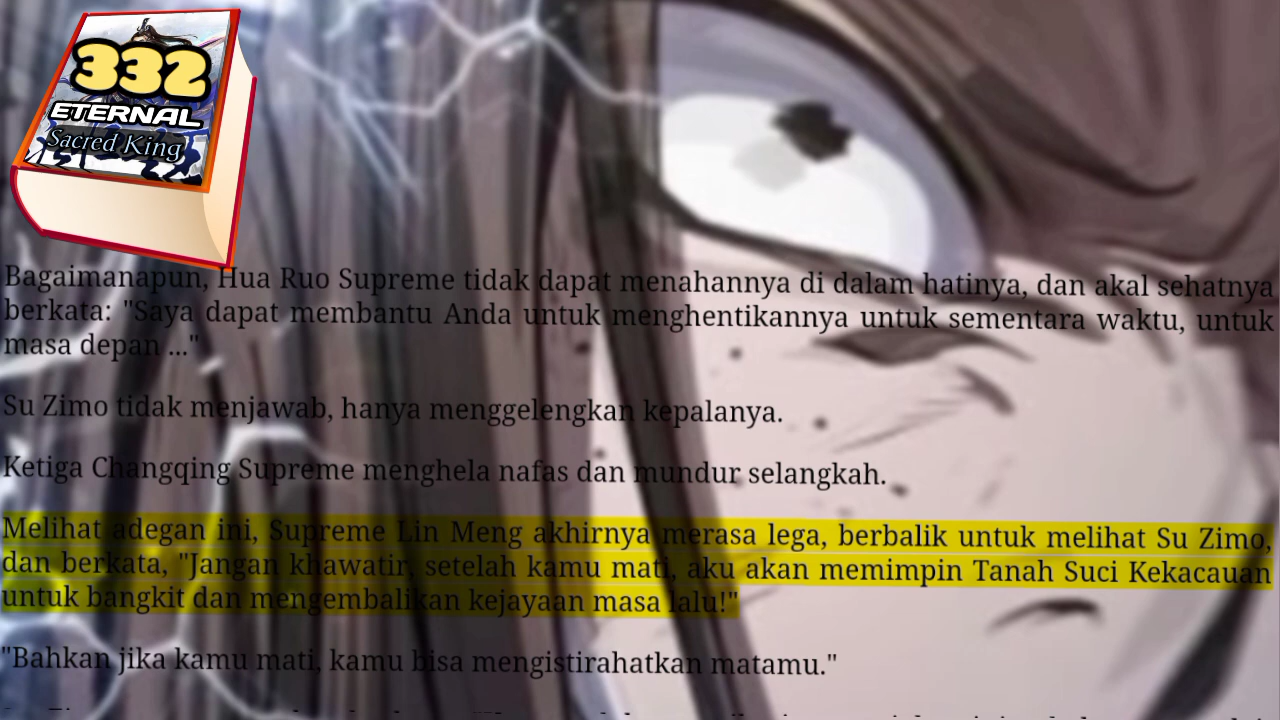 332
ETERNAL
Sacred King
Bagaimanapun, Hua Ruo Supreme tidak dapat menahannya di dalam hatinya, dan akal sehatnya
berkata: "Saya dapat membantu Anda untuk menghentikannya untuk sementara waktu, untuk
masa depan ..."
Su Zimo tidak menjawab, hanya menggelengkan kepalanya.
Ketiga Changqing Supreme menghela nafas dan mundur selangkah.
Melihat adegan ini, Supreme Lin Meng akhirnya merasa lega, berbalik untuk melihat Su Zimo,
dan berkata, "Jangan khawatir, setelah kamu mati, aku akan memimpin Tanah Suci Kekacauan
untuk bangkit dan mengembalikan kejayaan masa lalu!"
"Bahkan jika kamu mati, kamu bisa mengistirahatkan matamu."